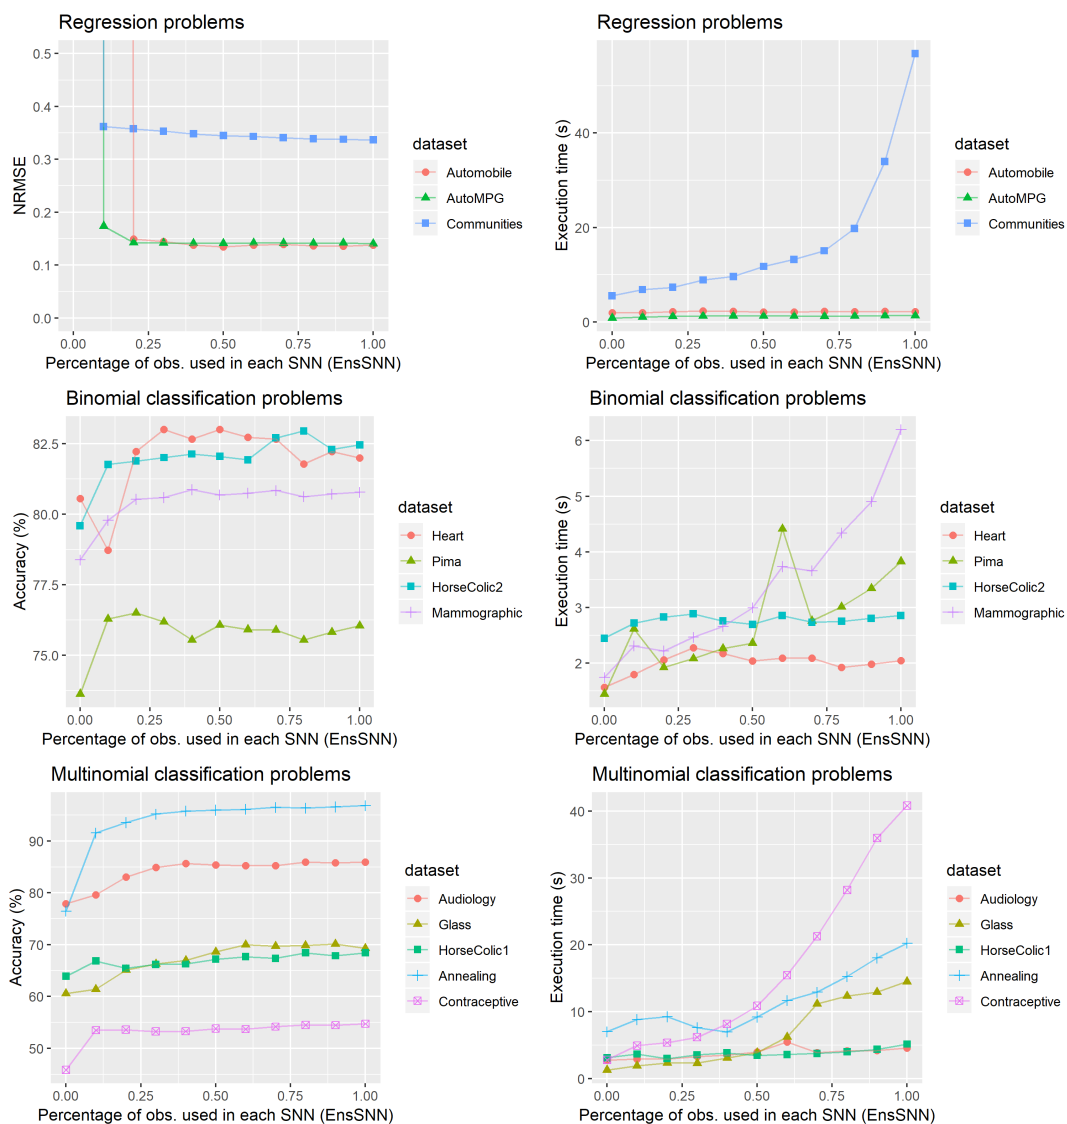 Regression problems
0.5
0.4
0.3
0.2
0.1
0.0
NRMSE
0.00
0.25
0.50
0.75
1.00
Percentage of obs. used in each SNN (EnsSNN)
dataset
Automobile
AutoMPG
Communities
Regression problems
40
20
0
Execution time (s)
0.00
0.25
0.50
0.75
1.00
Percentage of obs. used in each SNN (EnsSNN)
dataset
Automobile
AutoMPG
Communities
Binomial classification problems
82.5
80.0
77.5
75.0
Accuracy (%)
0.00
0.25
0.50
0.75
1.00
Percentage of obs. used in each SNN (EnsSNN)
dataset
Heart
Pima
HorseColic2
Mammographic
Binomial classification problems
6
5
4
3
2
Execution time (s)
0.00
0.25
0.50
0.75
1.00
Percentage of obs. used in each SNN (EnsSNN)
dataset
Heart
Pima
HorseColic2
Mammographic
Multinomial classification problems
90
80
70
60
50
Accuracy (%)
0.00
0.25
0.50
0.75
1.00
Percentage of obs. used in each SNN (EnsSNN)
dataset
Audiology
Glass
HorseColic1
Annealing
Contraceptive
Multinomial classification problems
40
30
20
10
0
Execution time (s)
0.00
0.25
0.50
0.75
1.00
Percentage of obs. used in each SNN (EnsSNN)
dataset
Audiology
Glass
HorseColic1
Annealing
Contraceptive